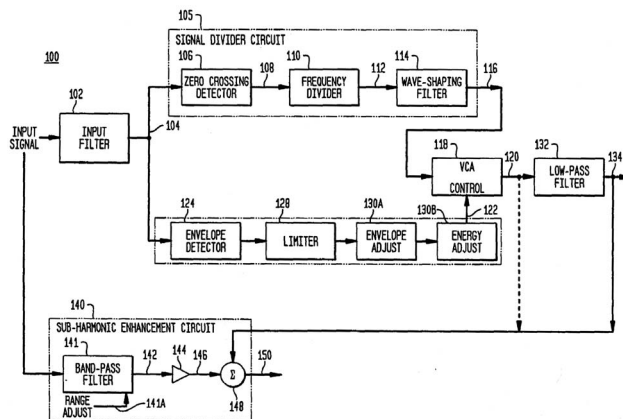 105
SIGNAL DIVIDER CIRCUIT
100
106
108
110
112
114
116
ZERO CROSSING
DETECTOR
FREQUENCY
DIVIDER
WAVE-SHAPING
FILTER
102
INPUT
SIGNAL
INPUT
FILTER
104
118
VCA
CONTROL
120
132
LOW-PASS
FILTER
134
124
128
130A
130B
122
ENVELOPE
DETECTOR
LIMITER
ENVELOPE
ADJUST
ENERGY
ADJUST
140
SUB-HARMONIC ENHANCEMENT CIRCUIT
141
142
144
146
150
BAND-PASS
FILTER
Σ
148
RANGE
ADJUST
141A